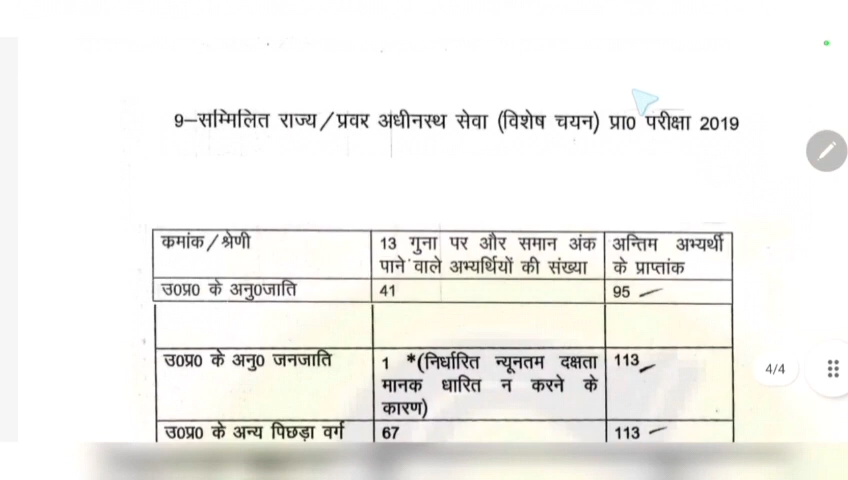 9–सम्मिलित राज्य/प्रवर अधीनस्थ सेवा (विशेष चयन) प्रा0 परीक्षा 2019
कमांक/श्रेणी
13 गुना पर और समान अंक
पाने वाले अभ्यर्थियों की संख्या
अन्तिम अभ्यर्थी
के प्राप्तांक
उ0प्र0 के अनु0जाति
41
95
उ0प्र0 के अनु0 जनजाति
1 *(निर्धारित न्यूनतम दक्षता
मानक धारित न करने के
कारण)
113
4/4
उ0प्र0 के अन्य पिछड़ा वर्ग
67
113